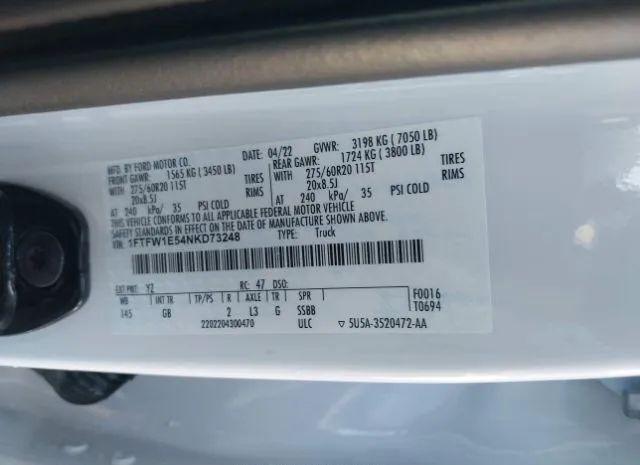 MFD. BY FORD MOTOR CO. DATE: 04/22 GVWR: 3198 KG ( 7050 LB)
FRONT GAWR: 1565 KG ( 3450 LB) REAR GAWR: 1724 KG ( 3800 LB)
WITH 275/60R20 115T TIRES WITH 275/60R20 115T TIRES
20x8.5J RIMS 20x8.5J RIMS
AT 240 kPa/ 35 PSI COLD AT 240 kPa/ 35 PSI COLD
THIS VEHICLE CONFORMS TO ALL APPLICABLE FEDERAL MOTOR VEHICLE
SAFETY AND BUMPER STANDARDS IN EFFECT ON THE DATE OF MANUFACTURE SHOWN ABOVE.
VIN: 1FTFW1E54NKD73248 TYPE: Truck
EXT PNT: YZ RC: 47 DSO:
WB INT TR TP/PS R AXLE TR SPR F0016
145 GB 2 L3 G SSBB T0694
2202204300470 ULC ▽ 5U5A-3520472-AA